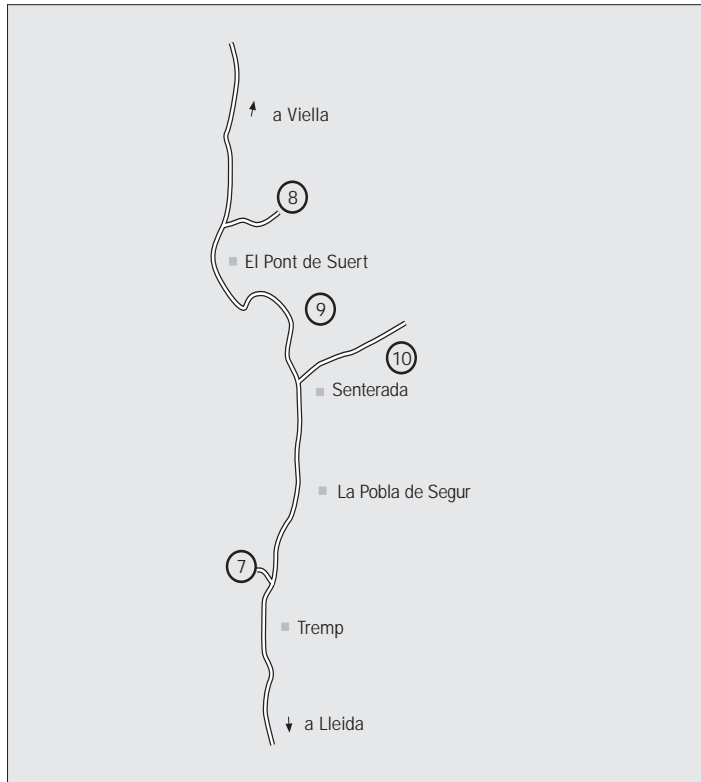 a Viella
8
El Pont de Suert
9
10
Senterada
La Pobla de Segur
7
Tremp
a Lleida